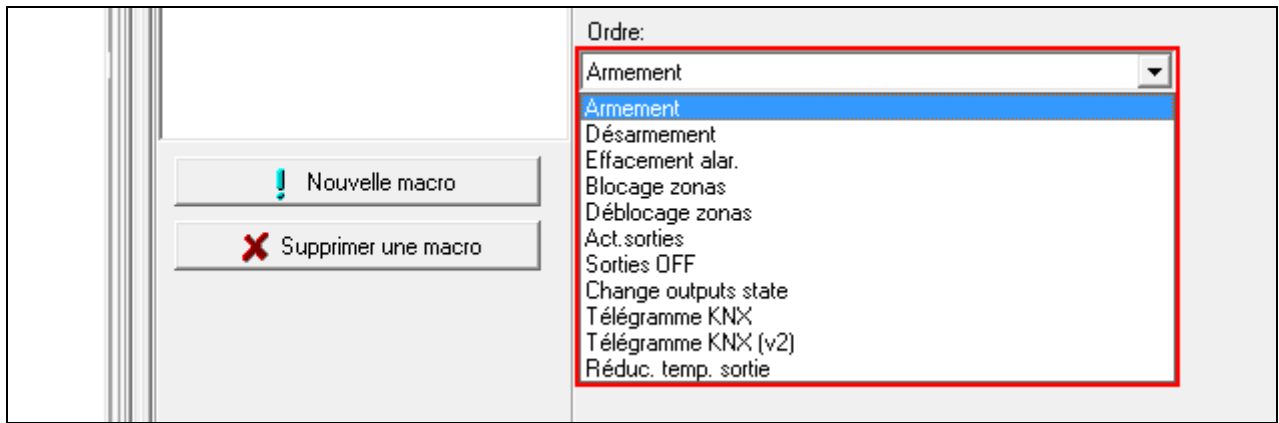 Ordre:
Armement
Armement
Désarmement
Effacement alar.
Blocage zonas
Déblocage zonas
Act.sorties
Sorties OFF
Change outputs state
Télégramme KNX
Télégramme KNX (v2)
Réduc. temp. sortie
Nouvelle macro
Supprimer une macro